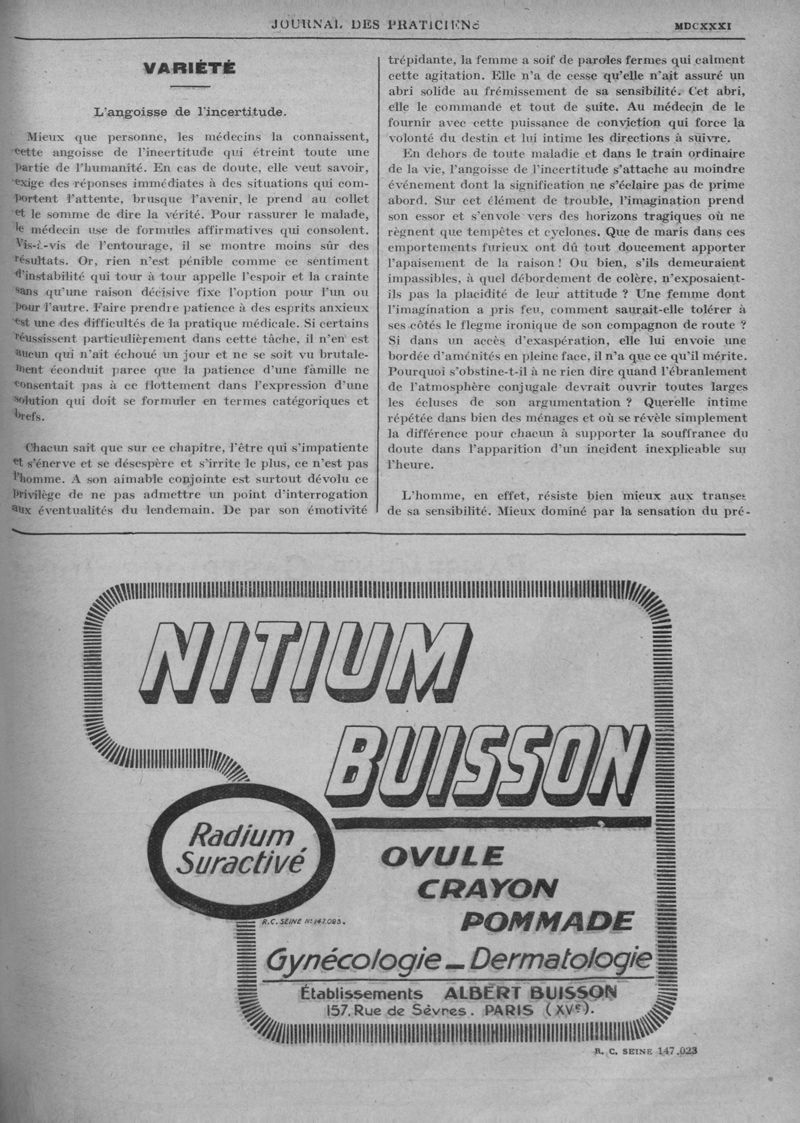 JOURNAL DES PRATICIENS
MDCXXXI
VARIÉTÉ
L'angoisse de l'incertitude.
Mieux que personne, les médecins la connaissent,
cette angoisse de l'incertitude qui étreint toute une
partie de l'humanité. En cas de doute, elle veut savoir,
exige des réponses immédiates à des situations qui com-
portent l'attente, brusque l'avenir, le prend au collet
et le somme de dire la vérité. Pour rassurer le malade,
le médecin use de formules affirmatives qui consolent.
Vis-à-vis de l'entourage, il se montre moins sûr des
résultats. Or, rien n'est pénible comme ce sentiment
d'instabilité qui tour à tour appelle l'espoir et la crainte
sans qu'une raison décisive fixe l'option pour l'un ou
pour l'autre. Faire prendre patience à des esprits anxieux
est une des difficultés de la pratique médicale. Si certains
réussissent particulièrement dans cette tâche, il n'en est
aucun qui n'ait échoué un jour et ne se soit vu brutale-
ment éconduit parce que la patience d'une famille ne
consentait pas à ce flottement dans l'expression d'une
solution qui doit se formuler en termes catégoriques et
brefs.
Chacun sait que sur ce chapitre, l'être qui s'impatiente
et s'énerve et se désespère et s'irrite le plus, ce n'est pas
l'homme. A son aimable conjointe est surtout dévolu ce
privilège de ne pas admettre un point d'interrogation
aux éventualités du lendemain. De par son émotivité
trépidante, la femme a soif de paroles fermes qui calment
cette agitation. Elle n'a de cesse qu'elle n'ait assuré un
abri solide au frémissement de sa sensibilité. Cet abri,
elle le commande et tout de suite. Au médecin de le
fournir avec cette puissance de conviction qui force la
volonté du destin et lui intime les directions à suivre.
En dehors de toute maladie et dans le train ordinaire
de la vie, l'angoisse de l'incertitude s'attache au moindre
événement dont la signification ne s'éclaire pas de prime
abord. Sur cet élément de trouble, l'imagination prend
son essor et s'envole vers des horizons tragiques où ne
règnent que tempêtes et cyclones. Que de maris dans ces
emportements furieux ont dû tout doucement apporter
l'apaisement de la raison ! Ou bien, s'ils demeuraient
impassibles, à quel débordement de colère, n'exposaient-
ils pas la placidité de leur attitude ? Une femme dont
l'imagination a pris feu, comment saurait-elle tolérer à
ses côtés le flegme ironique de son compagnon de route ?
Si dans un accès d'exaspération, elle lui envoie une
bordée d'aménités en pleine face, il n'a que ce qu'il mérite.
Pourquoi s'obstine-t-il à ne rien dire quand l'ébranlement
de l'atmosphère conjugale devrait ouvrir toutes larges
les écluses de son argumentation ? Querelle intime
répétée dans bien des ménages et où se révèle simplement
la différence pour chacun à supporter la souffrance du
doute dans l'apparition d'un incident inexplicable sur
l'heure.
L'homme, en effet, résiste bien mieux aux transes
de sa sensibilité. Mieux dominé par la sensation du pré-
NITIUM
BUISSON
Radium
Suractivé
OVULE
CRAYON
POMMADE
R.C. SEINE No 147.023.
Gynécologie - Dermatologie
Établissements ALBERT BUISSON
157, Rue de Sèvres. PARIS (XVe).
R. C. SEINE 147.023